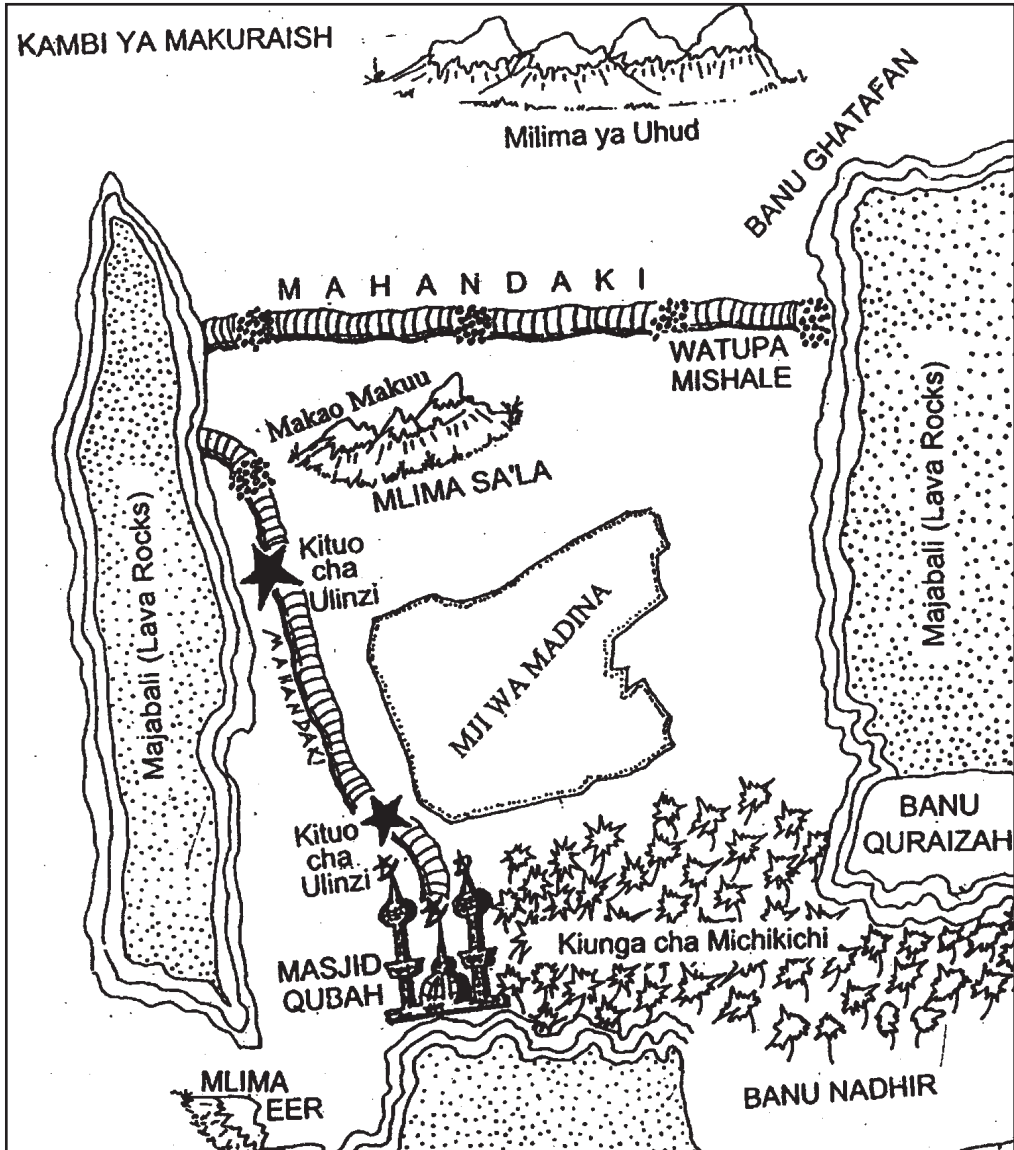 KAMBI YA MAKURAISH
Milima ya Uhud
BANU GHATAFAN
MAHANDAKI
WATUPA
MISHALE
Makao Makuu
MLIMA SA'LA
Majabali (Lava Rocks)
Majabali (Lava Rocks)
Kituo
cha
Ulinzi
MAHANDAKI
MJI WA MADINA
Kituo
cha
Ulinzi
BANU
QURAIZAH
Kiunga cha Michikichi
MASJID
QUBAH
MLIMA
EER
BANU NADHIR